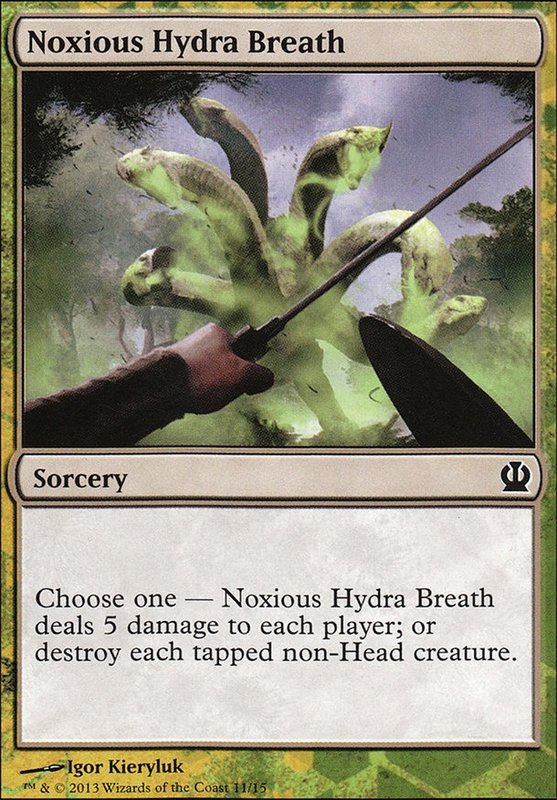 Noxious Hydra Breath
Sorcery
Choose one — Noxious Hydra Breath
deals 5 damage to each player; or
destroy each tapped non-Head creature.
Igor Kieryluk
™ & © 2013 Wizards of the Coast 11/15